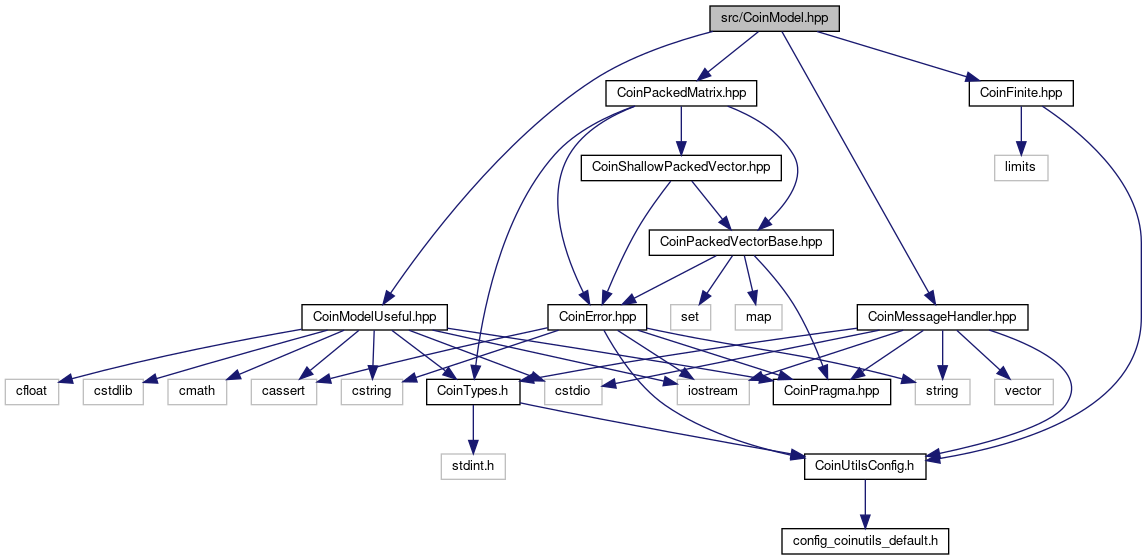 src/CoinModel.hpp
CoinPackedMatrix.hpp
CoinFinite.hpp
CoinShallowPackedVector.hpp
limits
CoinPackedVectorBase.hpp
CoinModelUseful.hpp
CoinError.hpp
set
map
CoinMessageHandler.hpp
cfloat
cstdlib
cmath
cassert
cstring
CoinTypes.h
cstdio
iostream
CoinPragma.hpp
string
vector
stdint.h
CoinUtilsConfig.h
config_coinutils_default.h